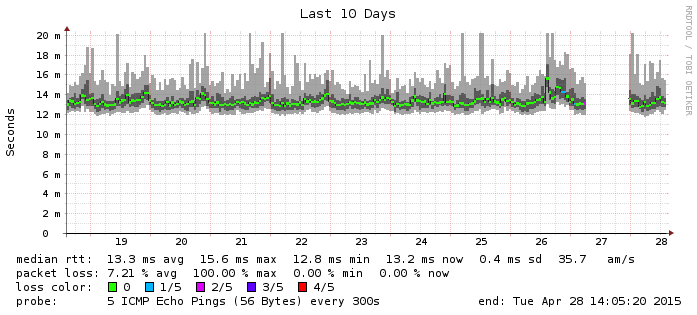 Last 10 Days
RRDTOOL / TOBI OETIKER
Seconds
20 m
18 m
16 m
14 m
12 m
10 m
8 m
6 m
4 m
2 m
0
19 20 21 22 23 24 25 26 27 28
median rtt: 13.3 ms avg 15.6 ms max 12.8 ms min 13.2 ms now 0.4 ms sd 35.7 am/s
packet loss: 7.21 % avg 100.00 % max 0.00 % min 0.00 % now
loss color: 0 1/5 2/5 3/5 4/5
probe: 5 ICMP Echo Pings (56 Bytes) every 300s end: Tue Apr 28 14:05:20 2015